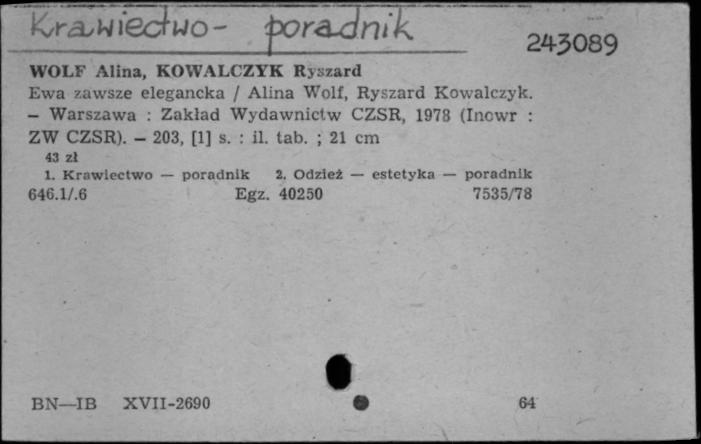 Krawiectwo - poradnik
243089
WOLF Alina, KOWALCZYK Ryszard
Ewa zawsze elegancka / Alina Wolf, Ryszard Kowalczyk.
— Warszawa : Zakład Wydawnictw CZSR, 1978 (Inowr :
ZW CZSR). — 203, [1] s. : il. tab. ; 21 cm
43 zł
1. Krawiectwo — poradnik 2. Odzież — estetyka — poradnik
646.1/.6 Egz. 40250 7535/78
BN—IB XVII-2690 64